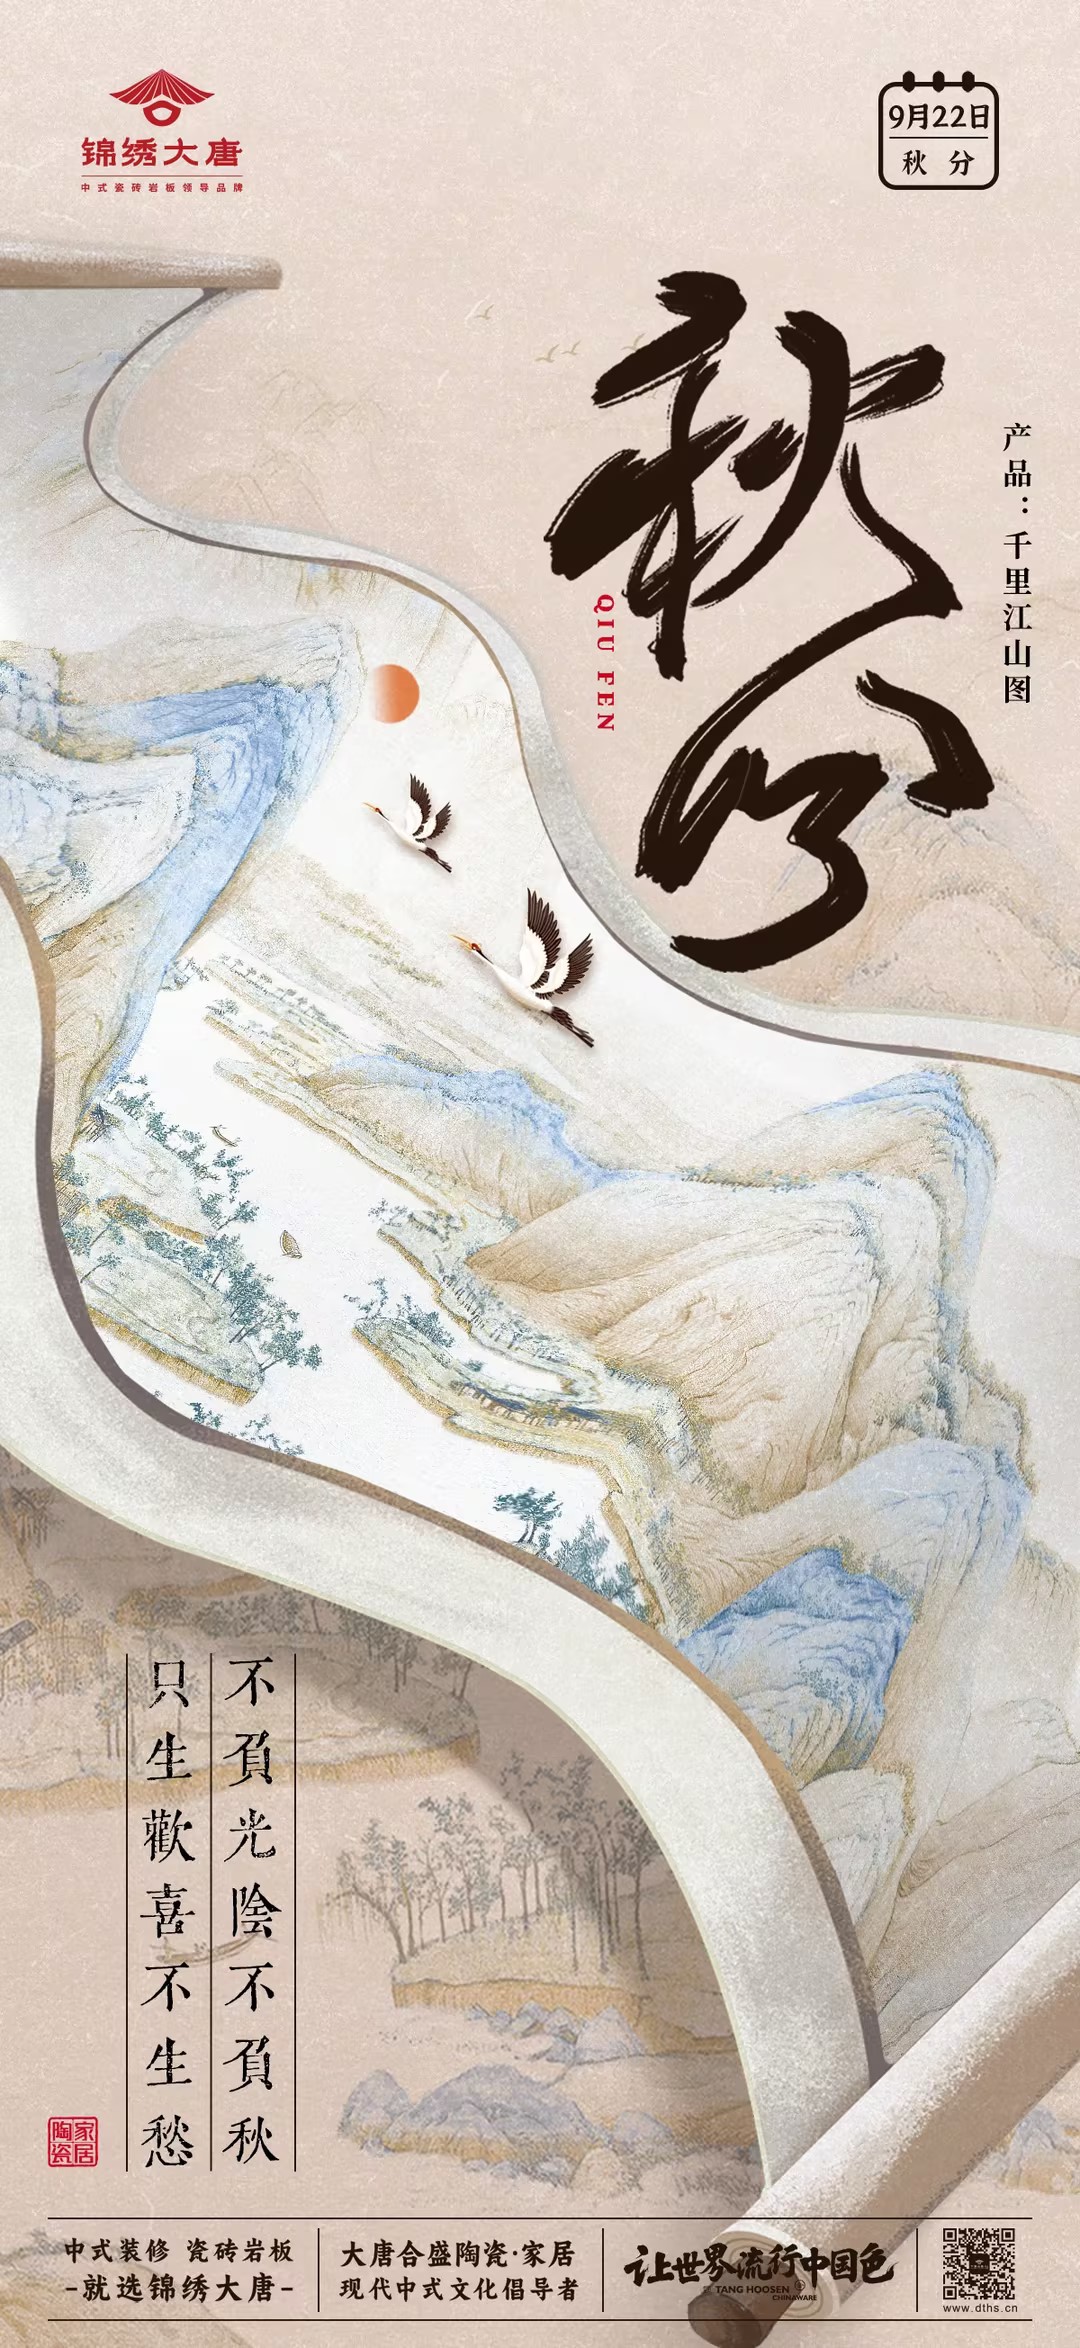 锦绣大唐
中式瓷砖岩板领导品牌
9月22日
秋分
秋分
QIU FEN
产品：千里江山图
不負光陰不負秋
只生歡喜不生愁
家居陶瓷
中式装修 瓷砖岩板
-就选锦绣大唐-
大唐合盛陶瓷·家居
现代中式文化倡导者
让世界流行中国色
TANG HOOSEN
CHINAWARE
www.dths.cn